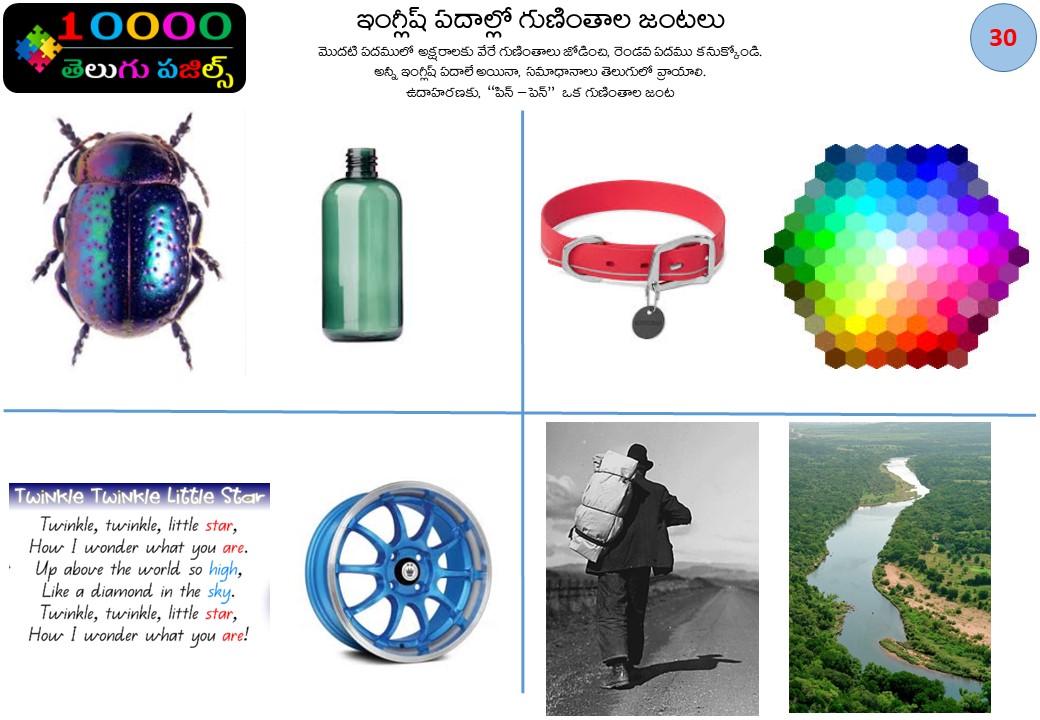 10000
తెలుగు పజిల్స్
ఇంగ్లీష్ పదాల్లో గుణింతాల జంటలు
30
మొదటి పదములో అక్షరాలకు వేరే గుణింతాలు జోడించి, రెండవ పదము కనుక్కోండి.
అన్నీ ఇంగ్లీష్ పదాలే అయినా, సమాధానాలు తెలుగులో వ్రాయాలి.
ఉదాహరణకు, “పిన్ – పెన్” ఒక గుణింతాల జంట
Twinkle Twinkle Little Star
Twinkle, twinkle, little star,
How I wonder what you are.
Up above the world so high,
Like a diamond in the sky.
Twinkle, twinkle, little star,
How I wonder what you are!